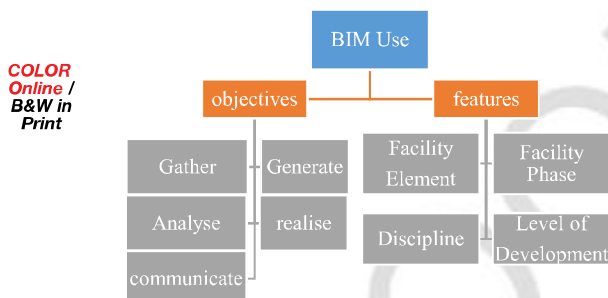 COLOR
Online /
B&W in
Print
BIM Use
objectives
features
Gather
Generate
Analyse
realise
communicate
Facility
Element
Facility
Phase
Discipline
Level of
Development